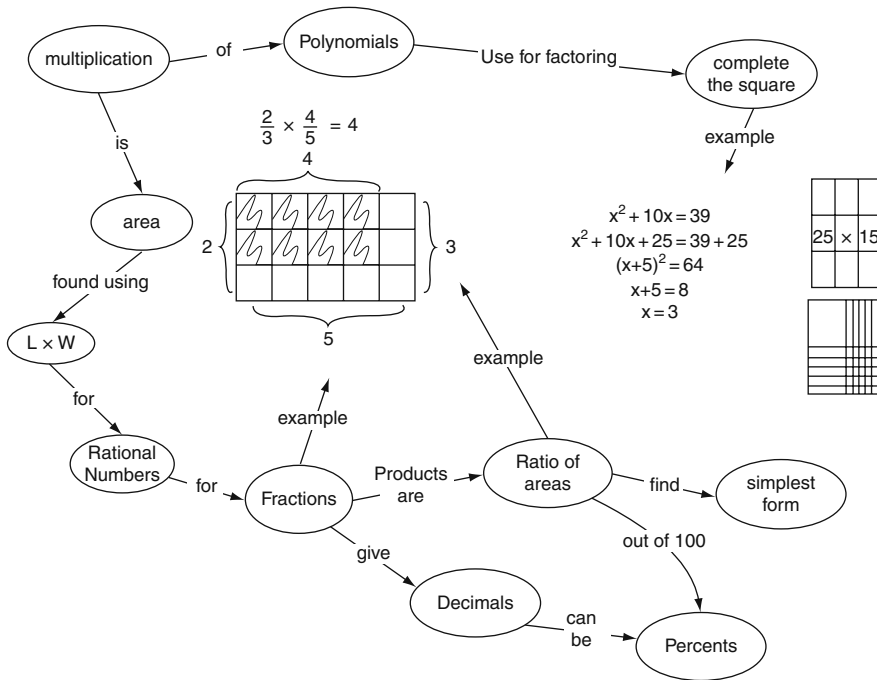 multiplication
of
Polynomials
Use for factoring
complete
the square
is
2/3 × 4/5 = 4
4
example
area
2
3
x² + 10x = 39
x² + 10x + 25 = 39 + 25
(x+5)² = 64
x+5 = 8
x = 3
25 × 15
found using
5
L × W
example
for
example
Rational
Numbers
for
Fractions
Products
are
Ratio of
areas
find
simplest
form
out of 100
give
Decimals
can
be
Percents